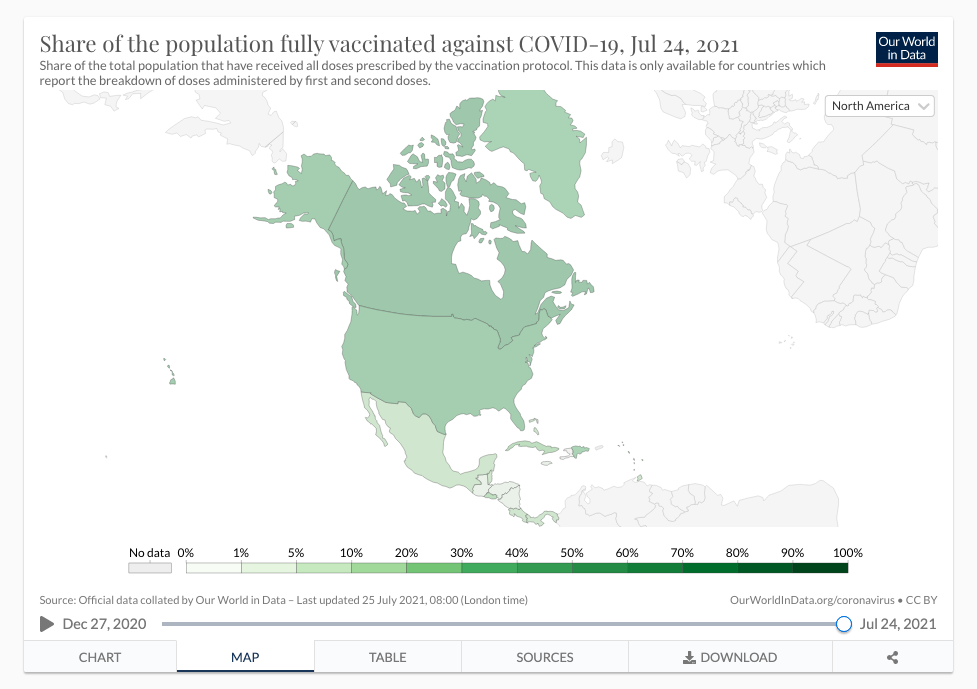 Share of the population fully vaccinated against COVID-19, Jul 24, 2021
Our World
in Data
Share of the total population that have received all doses prescribed by the vaccination protocol. This data is only available for countries which
report the breakdown of doses administered by first and second doses.
North America
No data 0% 1% 5% 10% 20% 30% 40% 50% 60% 70% 80% 90% 100%
Source: Official data collated by Our World in Data – Last updated 25 July 2021, 08:00 (London time)
OurWorldInData.org/coronavirus • CC BY
Dec 27, 2020
Jul 24, 2021
CHART MAP TABLE SOURCES DOWNLOAD